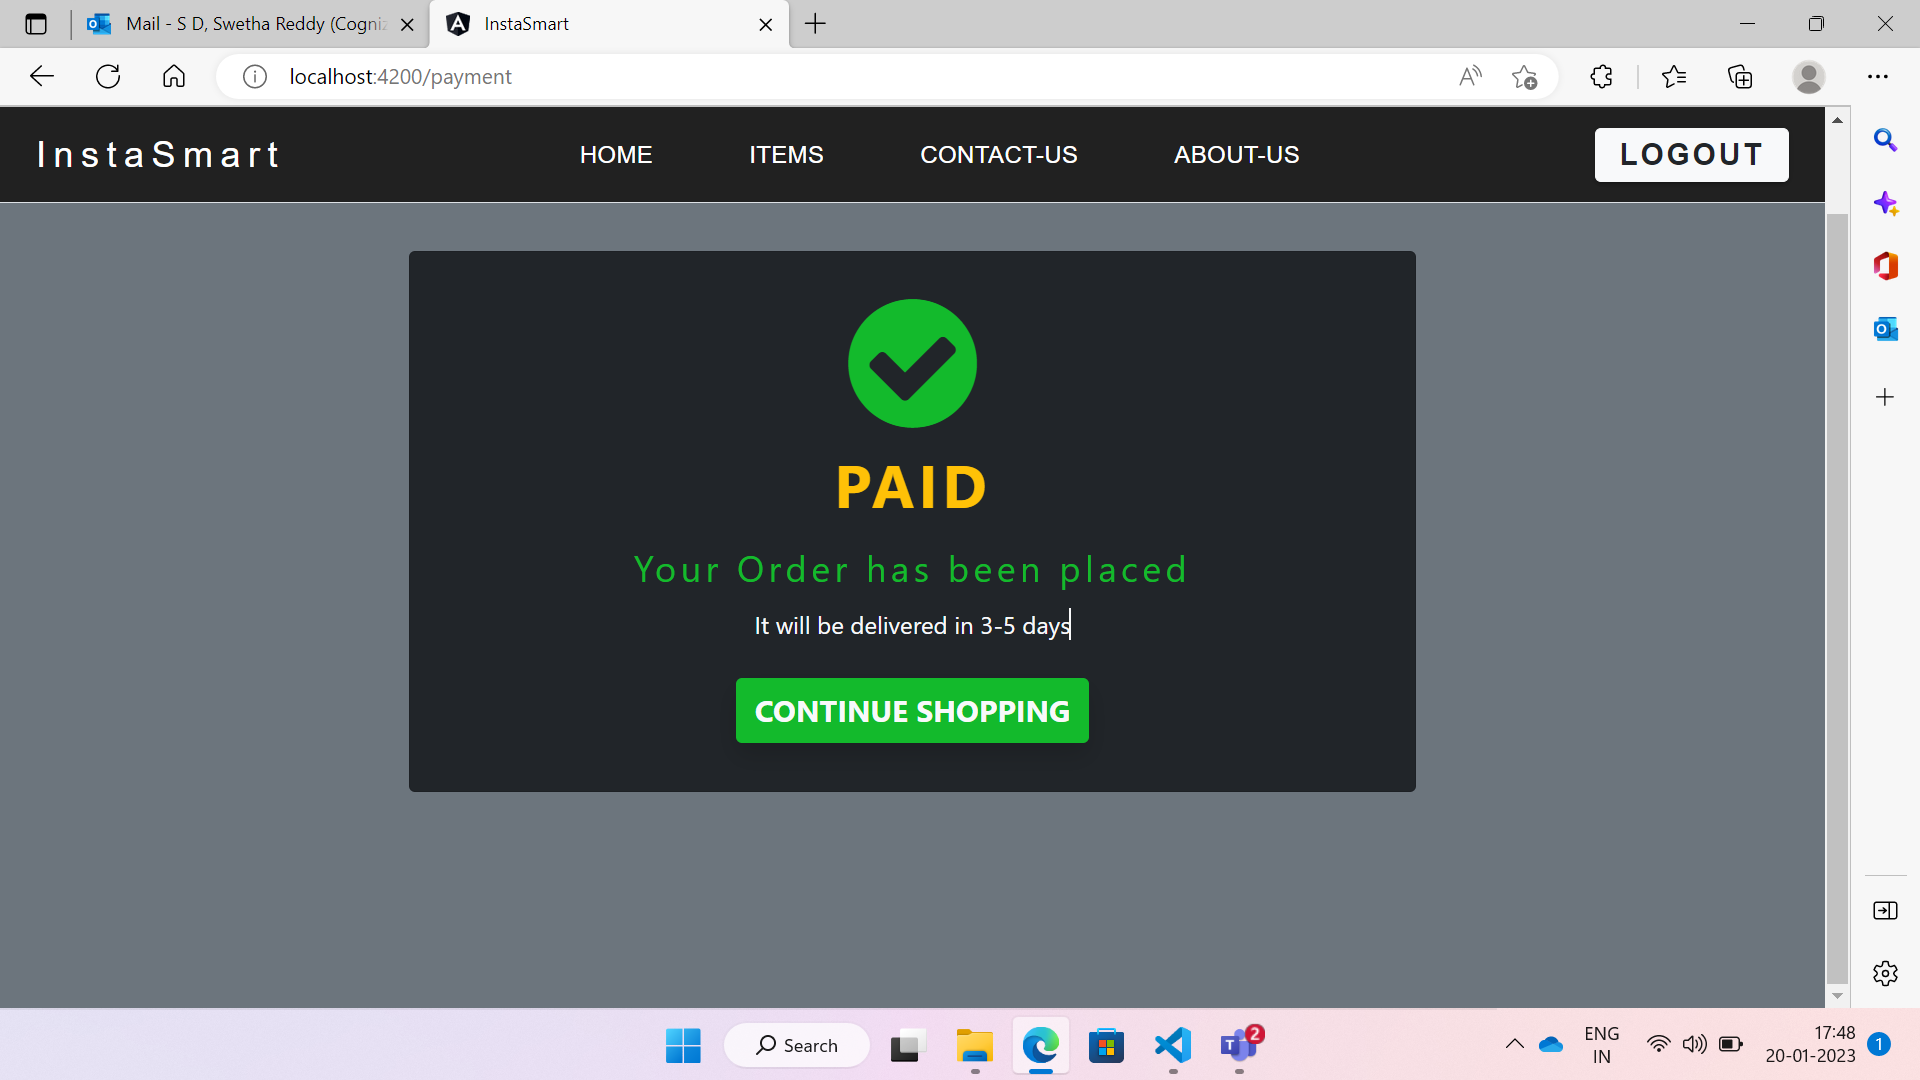 Mail - S D, Swetha Reddy (Cogniz
InstaSmart
localhost:4200/payment
InstaSmart
HOME
ITEMS
CONTACT-US
ABOUT-US
LOGOUT
PAID
Your Order has been placed
It will be delivered in 3-5 days
CONTINUE SHOPPING
Search
2
ENG
IN
17:48
20-01-2023
1